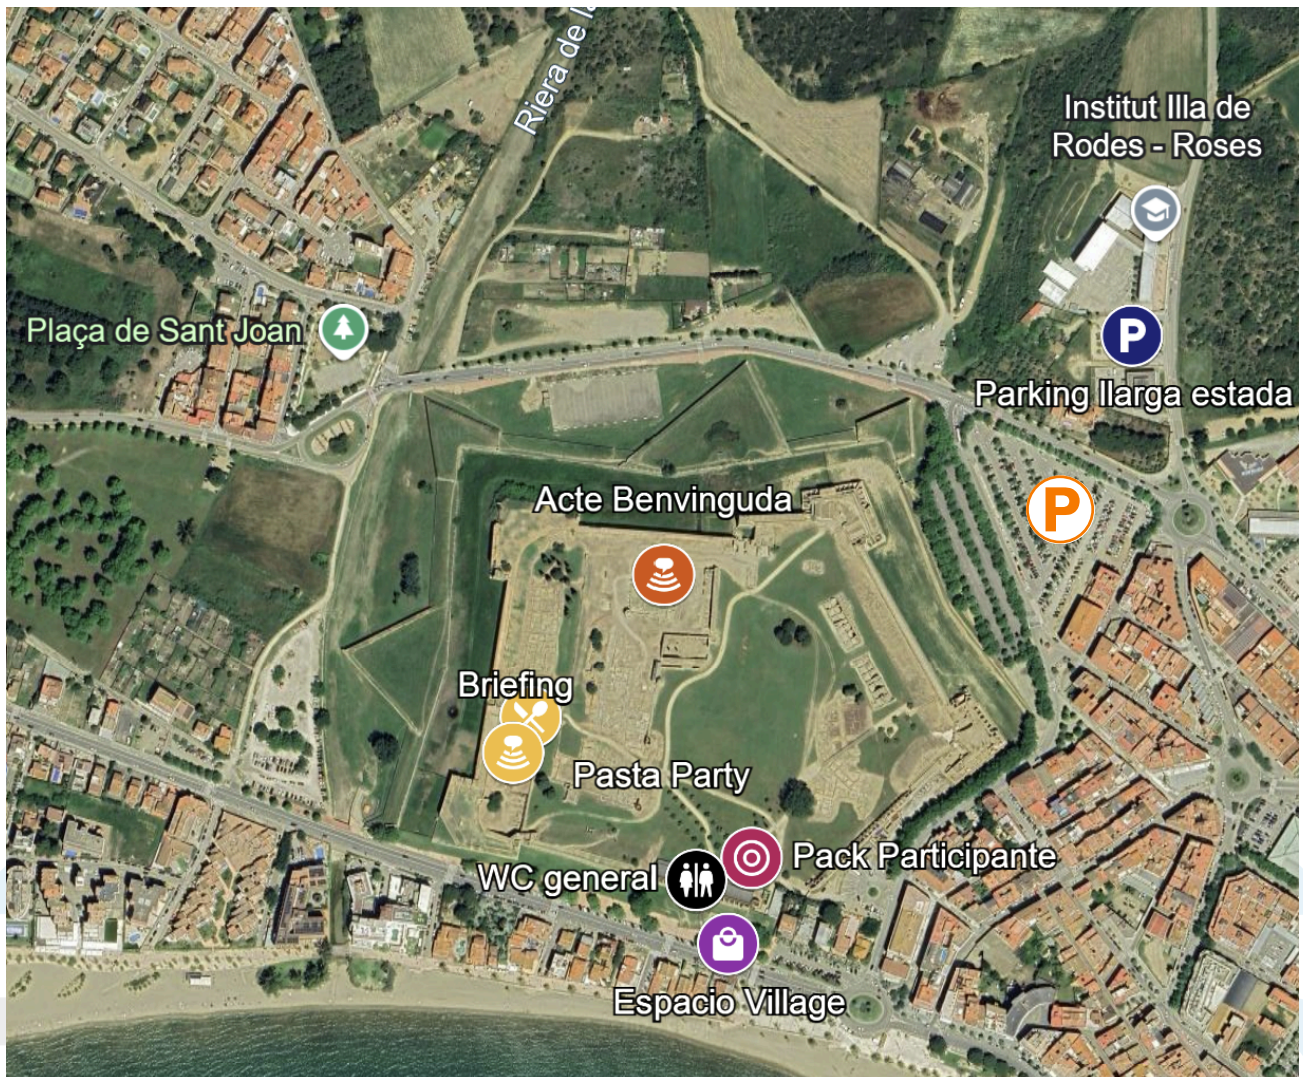 Riera de la
Institut Illa de
Rodes - Roses
Plaça de Sant Joan
P
Parking llarga estada
P
Acte Benvinguda
Briefing
Pasta Party
WC general
Pack Participante
Espacio Village